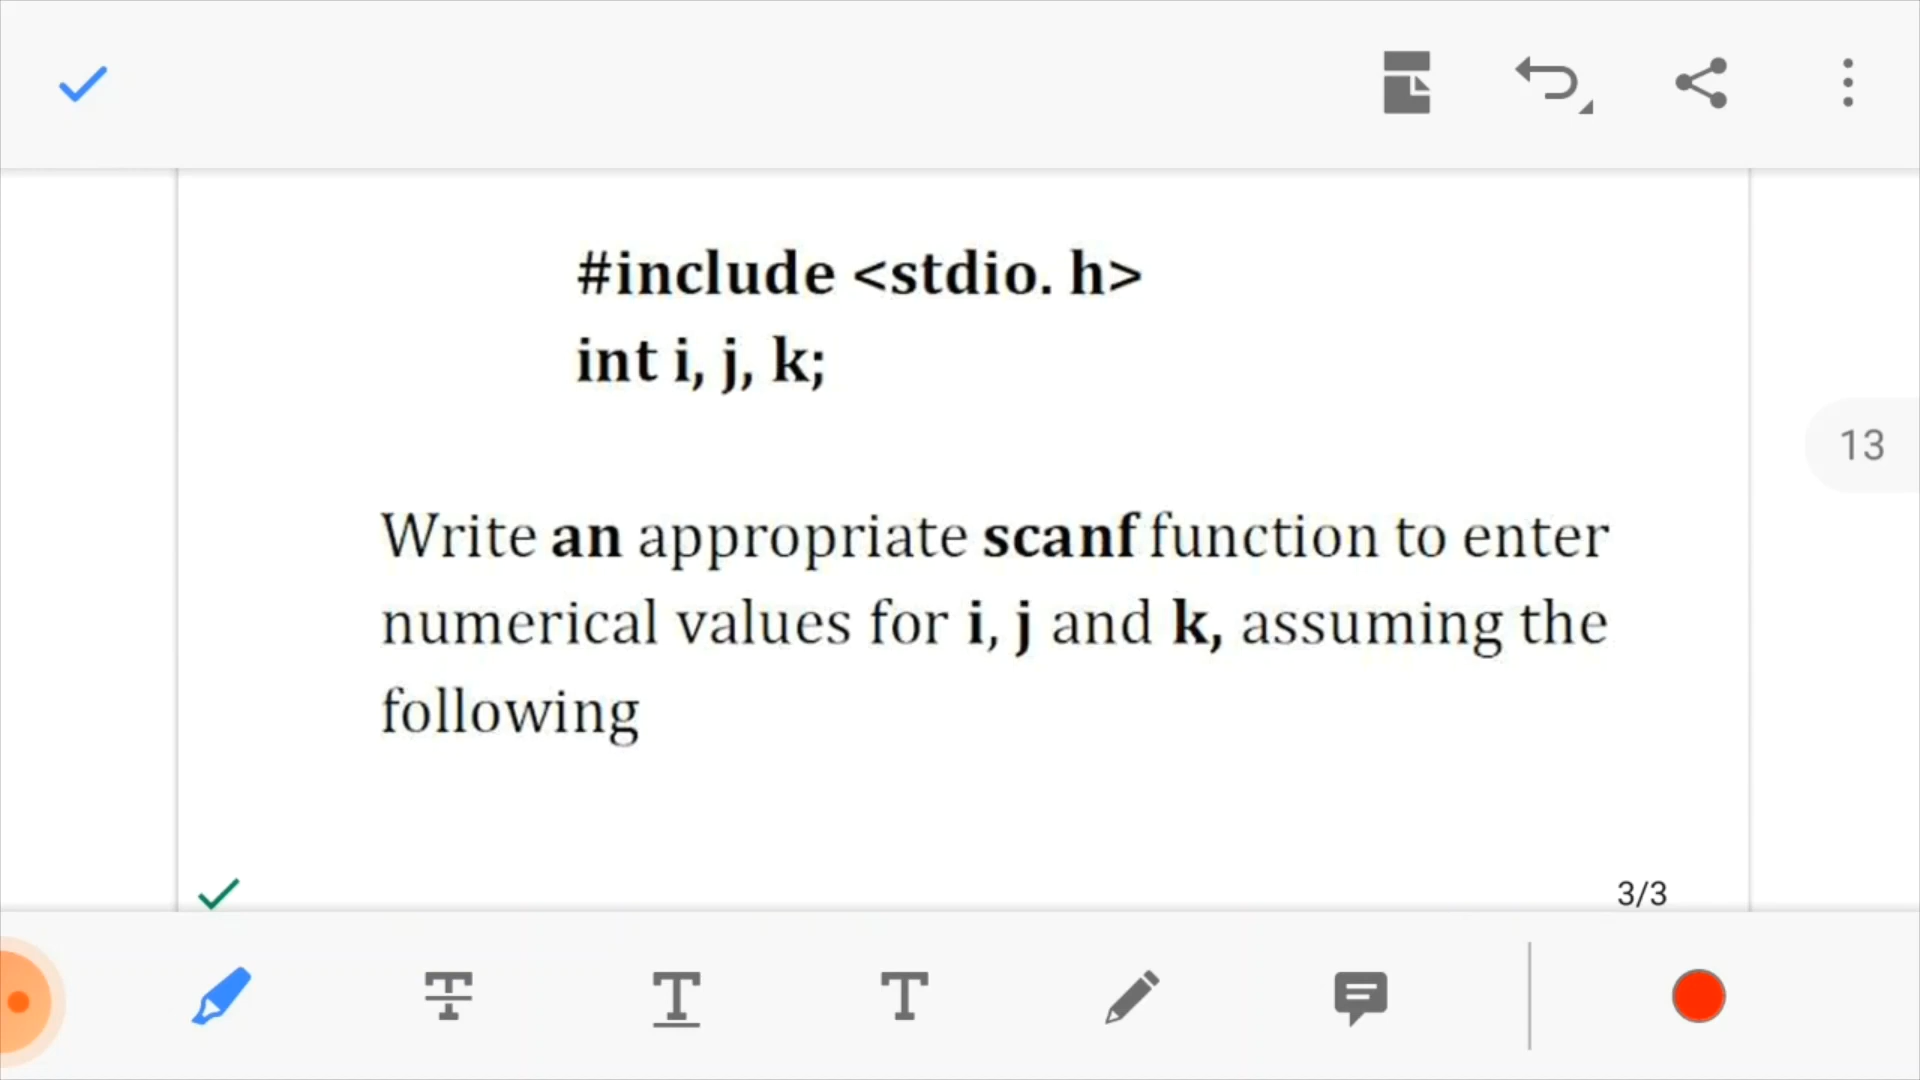 #include <stdio. h>
int i, j, k;
13
Write an appropriate scanf function to enter
numerical values for i, j and k, assuming the
following
3/3